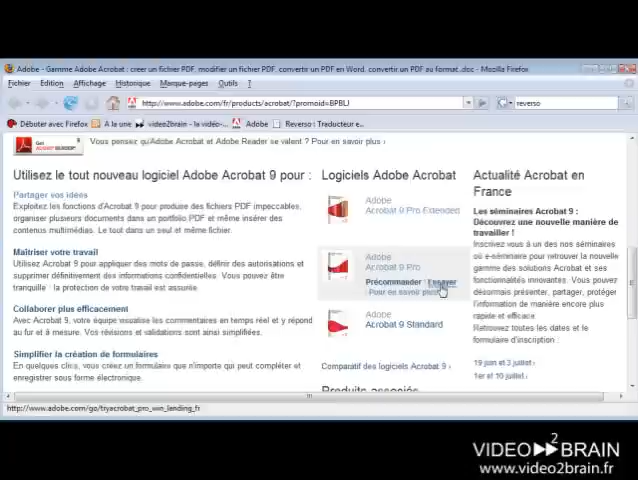 Adobe - Gamme Adobe Acrobat : créer un fichier PDF, modifier un fichier PDF, convertir un PDF en Word, convertir un PDF au format .doc - Mozilla Firefox
Fichier Edition Affichage Historique Marque-pages Outils ?
http://www.adobe.com/fr/products/acrobat/?promoid=BPBLJ
reverso
Débuter avec Firefox A la une video2brain - la vidéo-... Adobe Reverso : Traducteur e...
Get ADOBE READER
Vous pensez qu'Adobe Acrobat et Adobe Reader se valent ? Pour en savoir plus ›
Utilisez le tout nouveau logiciel Adobe Acrobat 9 pour :
Partager vos idées
Exploitez les fonctions d'Acrobat 9 pour produire des fichiers PDF impeccables,
organiser plusieurs documents dans un portfolio PDF et même insérer des
contenus multimédias. Le tout dans un seul et même fichier.
Maîtriser votre travail
Utilisez Acrobat 9 pour appliquer des mots de passe, définir des autorisations et
supprimer définitivement des informations confidentielles. Vous pouvez être
tranquille : la protection de votre travail est assurée.
Collaborer plus efficacement
Avec Acrobat 9, votre équipe visualise les commentaires en temps réel et y répond
au fur et à mesure. Vos révisions et validations sont ainsi simplifiées.
Simplifier la création de formulaires
En quelques clics, vous créez un formulaire que n'importe qui peut compléter et
enregistrer sous forme électronique.
Logiciels Adobe Acrobat
Adobe
Acrobat 9 Pro Extended
Adobe
Acrobat 9 Pro
Précommander Essayer
Pour en savoir plus
Adobe
Acrobat 9 Standard
Comparatif des logiciels Acrobat 9 ›
Produits associés
Actualité Acrobat en
France
Les séminaires Acrobat 9 :
Découvrez une nouvelle manière de
travailler !
Inscrivez vous à un des nos séminaires
où e-séminaire pour retrouver la nouvelle
gamme des solutions Acrobat et ses
fonctionnalités innovantes. Vous pouvez
désormais présenter, partager, protéger
l'information de manière encore plus
rapide et efficace
Retrouvez toutes les dates et le
formulaire d'inscription :
19 juin et 3 juillet ›
1er et 10 juillet ›
http://www.adobe.com/go/tryacrobat_pro_win_lending_fr
VIDEO2BRAIN
www.video2brain.fr